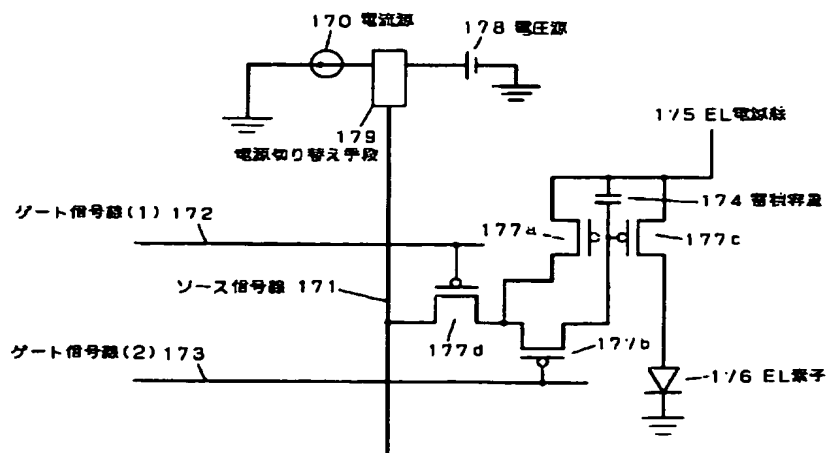 170 電流源
178 電圧源
179
電源切り替え手段
175 EL電源線
ゲート信号線(1) 172
174 蓄積容量
177a
177c
ソース信号線 171
177d
177b
ゲート信号線(2) 173
176 EL素子